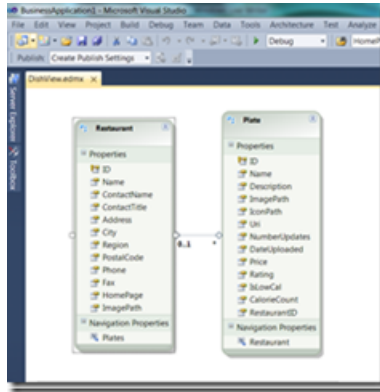 BusinessApplication1 - Microsoft Visual Studio
File Edit View Project Build Debug Team Data Tools Architecture Test Analyze
Debug
Publish: Create Publish Settings
DishView.edmx
Server Explorer
Toolbox
Restaurant
Properties
ID
Name
ContactName
ContactTitle
Address
City
Region
PostalCode
Phone
Fax
HomePage
ImagePath
Navigation Properties
Plates
0..1
*
Plate
Properties
ID
Name
Description
ImagePath
IconPath
Uri
NumberUpdates
DateUploaded
Price
Rating
IsLowCal
CalorieCount
RestaurantID
Navigation Properties
Restaurant